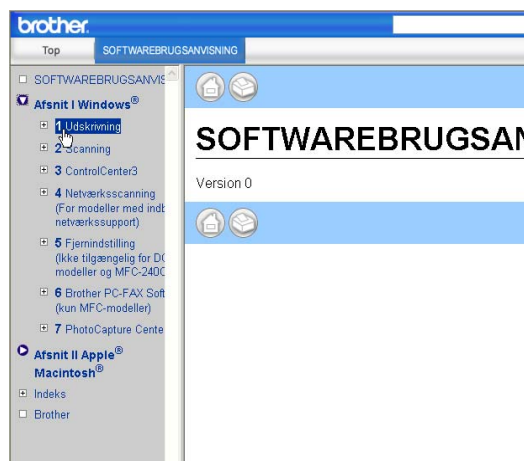 brother.
Top
SOFTWAREBRUGSANVISNING
SOFTWAREBRUGSANVIS
Afsnit I Windows®
1 Udskrivning
2 Scanning
3 ControlCenter3
4 Netværksscanning
(For modeller med indb
netværkssupport)
5 Fjernindstilling
(Ikke tilgængelig for DC
modeller og MFC-240C
6 Brother PC-FAX Soft
(kun MFC-modeller)
7 PhotoCapture Cente
Afsnit II Apple®
Macintosh®
Indeks
Brother
SOFTWAREBRUGSAN
Version 0